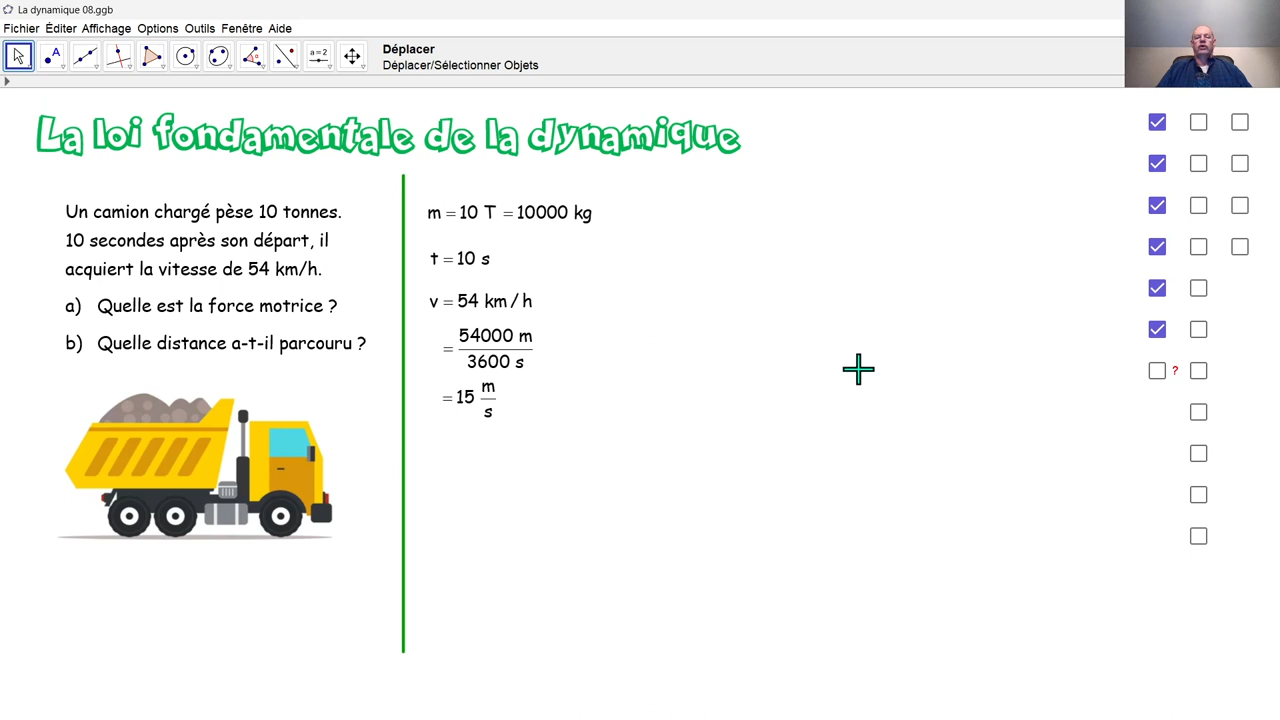 La dynamique 08.ggb
Fichier Éditer Affichage Options Outils Fenêtre Aide
A
a=2
Déplacer
Déplacer/Sélectionner Objets
La loi fondamentale de la dynamique
Un camion chargé pèse 10 tonnes.
10 secondes après son départ, il
acquiert la vitesse de 54 km/h.
a) Quelle est la force motrice ?
b) Quelle distance a-t-il parcouru ?
m = 10 T = 10000 kg
t = 10 s
v = 54 km / h
= 54000 m
3600 s
= 15 m
s
?